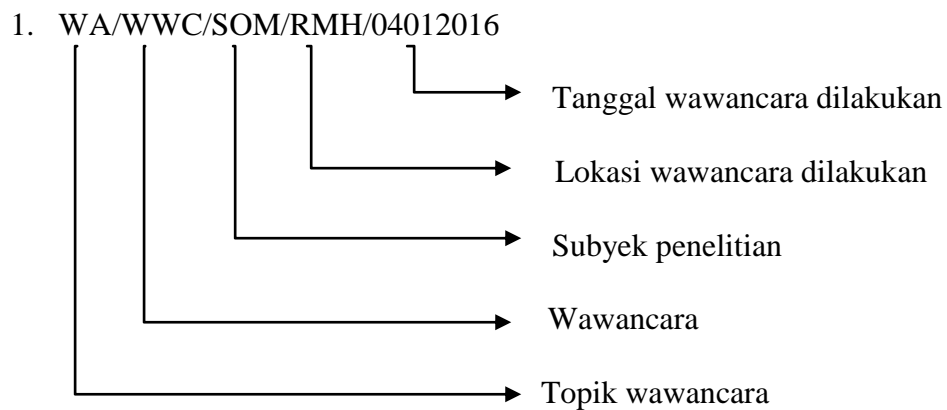 1. WA/WWC/SOM/RMH/04012016
Tanggal wawancara dilakukan
Lokasi wawancara dilakukan
Subyek penelitian
Wawancara
Topik wawancara